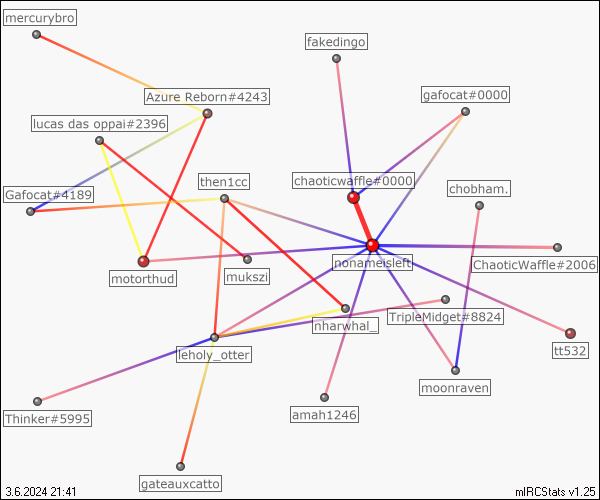 mercurybro
fakedingo
Azure Reborn#4243
gafocat#0000
lucas das oppai#2396
then1cc
chaoticwaffle#0000
chobham.
Gafocat#4189
nonameisleft
ChaoticWaffle#2006
motorthud
mukszi
TripleMidget#8824
nharwhal_
tt532
leholy_otter
moonraven
Thinker#5995
amah1246
gateauxcatto
3.6.2024 21:41
mIRCStats v1.25